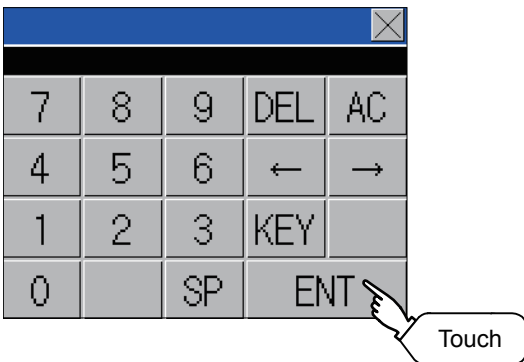 7 8 9 DEL AC
4 5 6 ← →
1 2 3 KEY
0 SP ENT
Touch